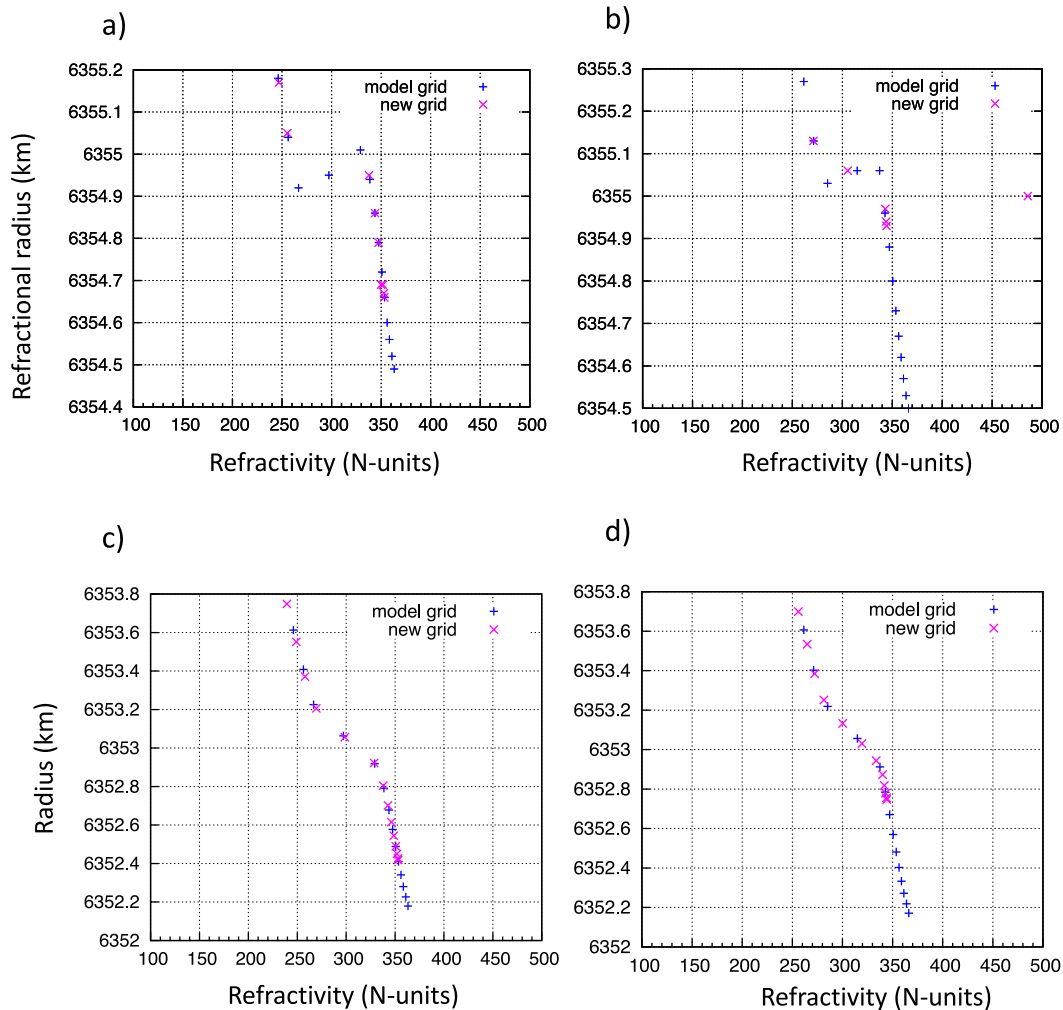 a)
6355.2
6355.1
6355
6354.9
6354.8
6354.7
6354.6
6354.5
6354.4
100 150 200 250 300 350 400 450 500
model grid
new grid
Refractional radius (km)
Refractivity (N-units)
b)
6355.3
6355.2
6355.1
6355
6354.9
6354.8
6354.7
6354.6
6354.5
100 150 200 250 300 350 400 450 500
model grid
new grid
Refractivity (N-units)
c)
6353.8
6353.6
6353.4
6353.2
6353
6352.8
6352.6
6352.4
6352.2
6352
100 150 200 250 300 350 400 450 500
model grid
new grid
Radius (km)
Refractivity (N-units)
d)
6353.8
6353.6
6353.4
6353.2
6353
6352.8
6352.6
6352.4
6352.2
6352
100 150 200 250 300 350 400 450 500
model grid
new grid
Refractivity (N-units)